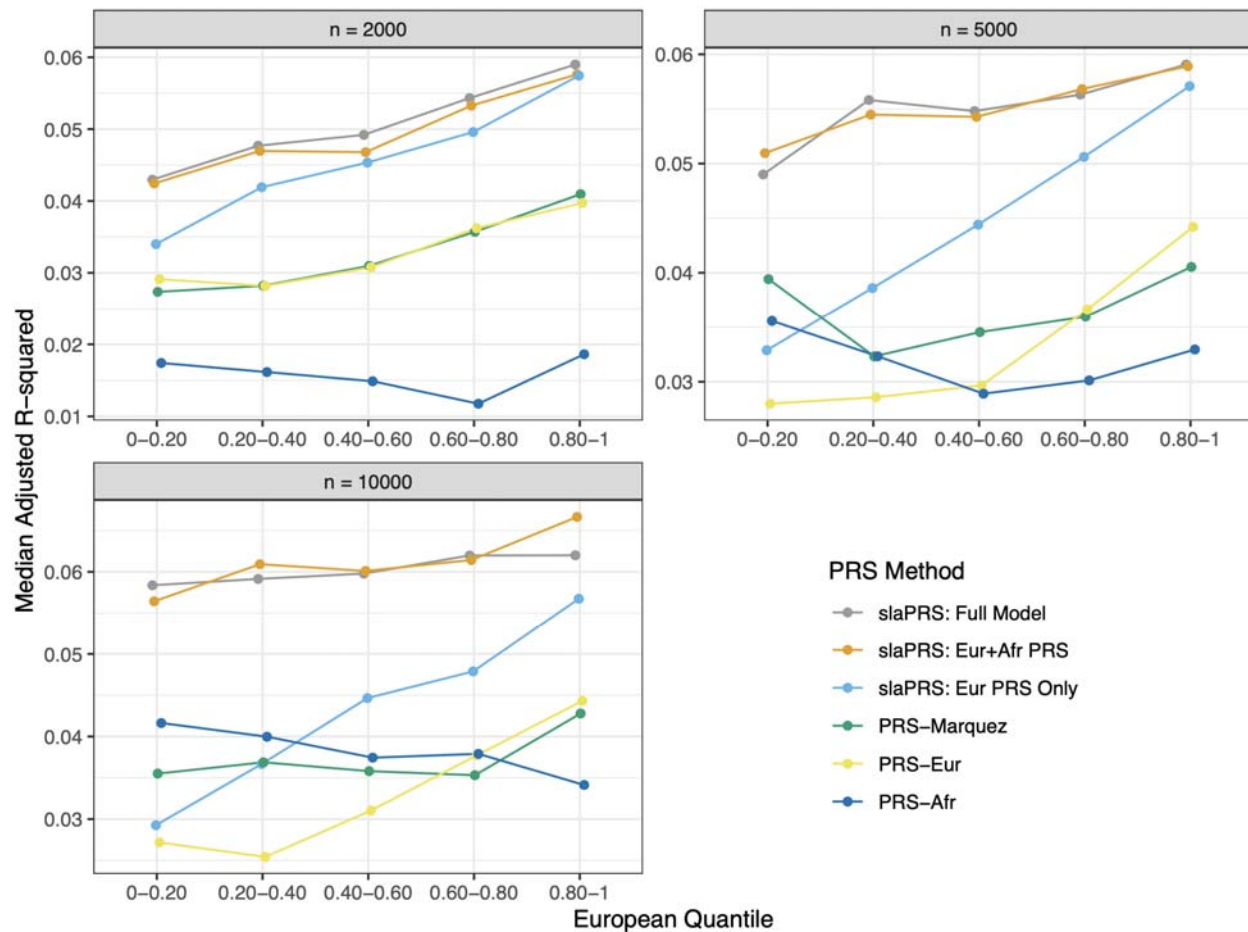 n = 2000
n = 5000
0.06
0.05
0.04
0.03
0.02
0.01
0.06
0.05
0.04
0.03
0−0.20 0.20−0.40 0.40−0.60 0.60−0.80 0.80−1
0−0.20 0.20−0.40 0.40−0.60 0.60−0.80 0.80−1
Median Adjusted R−squared
n = 10000
0.06
0.05
0.04
0.03
0−0.20 0.20−0.40 0.40−0.60 0.60−0.80 0.80−1
European Quantile
PRS Method
slaPRS: Full Model
slaPRS: Eur+Afr PRS
slaPRS: Eur PRS Only
PRS−Marquez
PRS−Eur
PRS−Afr